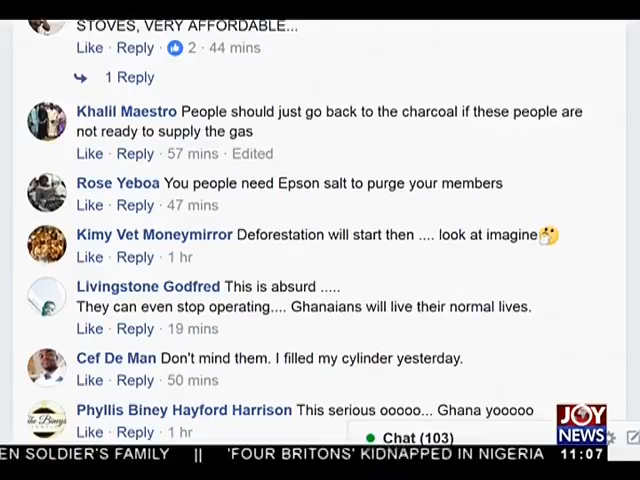 STOVES, VERY AFFORDABLE...
Like · Reply · 2 · 44 mins
1 Reply
Khalil Maestro People should just go back to the charcoal if these people are
not ready to supply the gas
Like · Reply · 57 mins · Edited
Rose Yeboa You people need Epson salt to purge your members
Like · Reply · 47 mins
Kimy Vet Moneymirror Deforestation will start then .... look at imagine🤔
Like · Reply · 1 hr
Livingstone Godfred This is absurd .....
They can even stop operating.... Ghanaians will live their normal lives.
Like · Reply · 19 mins
Cef De Man Don't mind them. I filled my cylinder yesterday.
Like · Reply · 50 mins
Phyllis Biney Hayford Harrison This serious ooooo... Ghana yooooo
The Bineys
Like · Reply · 1 hr
Chat (103)
JOY
NEWS
EN SOLDIER'S FAMILY || 'FOUR BRITONS' KIDNAPPED IN NIGERIA 11:07